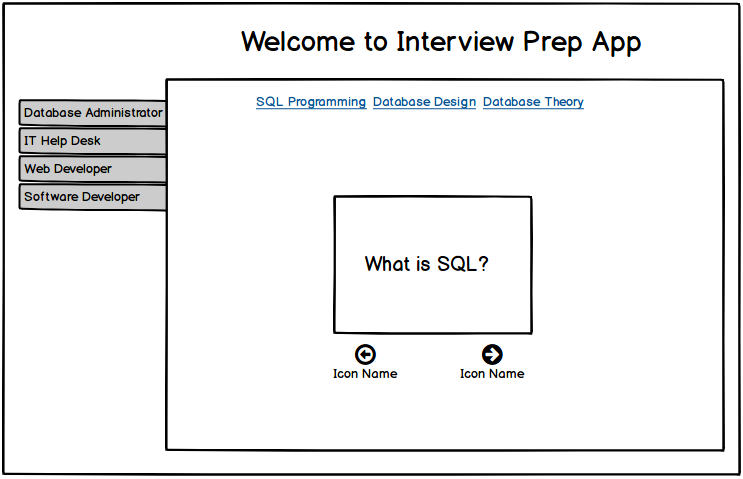 Welcome to Interview Prep App
SQL Programming Database Design Database Theory
Database Administrator
IT Help Desk
Web Developer
Software Developer
What is SQL?
Icon Name Icon Name